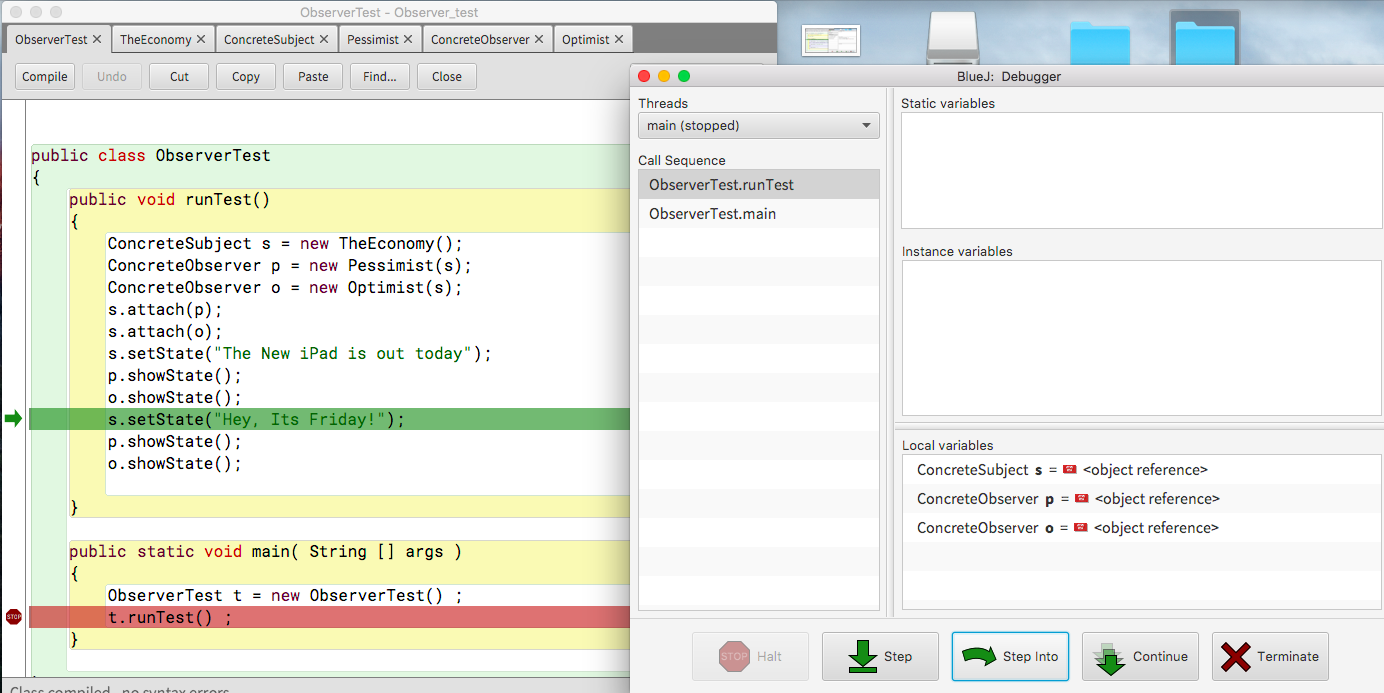 ObserverTest - Observer_test
ObserverTest × TheEconomy × ConcreteSubject × Pessimist × ConcreteObserver × Optimist ×
Compile Undo Cut Copy Paste Find... Close
public class ObserverTest
{
public void runTest()
{
ConcreteSubject s = new TheEconomy();
ConcreteObserver p = new Pessimist(s);
ConcreteObserver o = new Optimist(s);
s.attach(p);
s.attach(o);
s.setState("The New iPad is out today");
p.showState();
o.showState();
s.setState("Hey, Its Friday!");
p.showState();
o.showState();
}
public static void main( String [] args )
{
ObserverTest t = new ObserverTest() ;
STOP t.runTest() ;
}
Class compiled - no syntax errors
BlueJ: Debugger
Threads
main (stopped)
Call Sequence
ObserverTest.runTest
ObserverTest.main
Static variables
Instance variables
Local variables
ConcreteSubject s = <object reference>
ConcreteObserver p = <object reference>
ConcreteObserver o = <object reference>
STOP Halt Step Step Into Continue Terminate